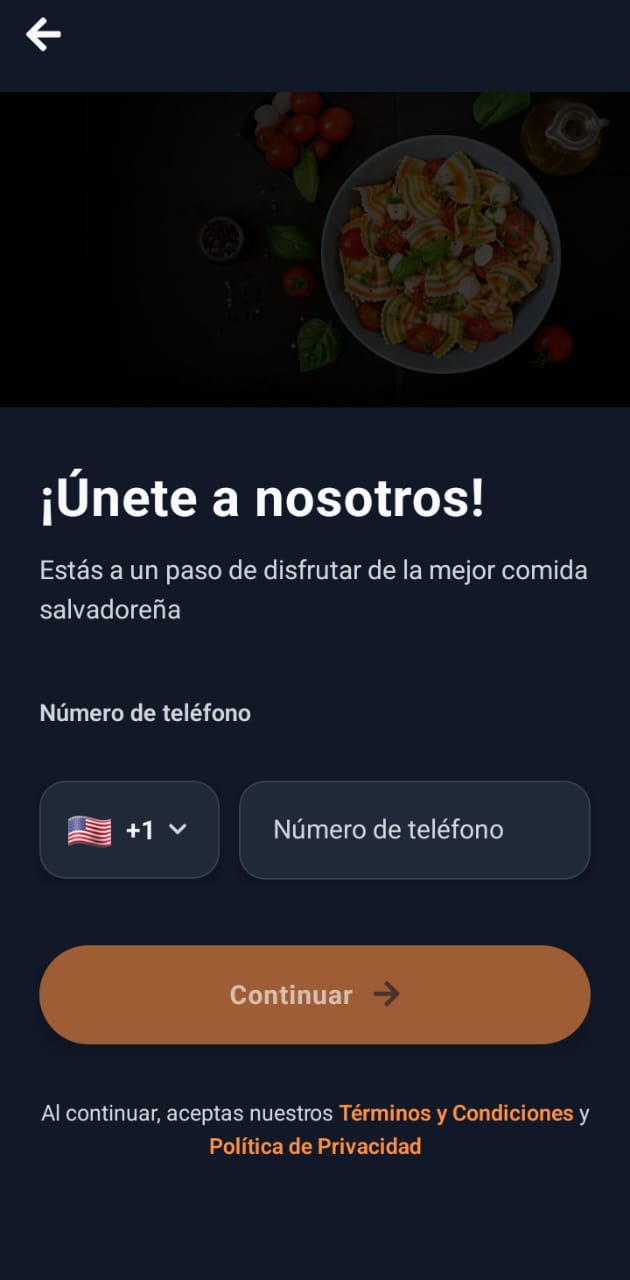 ¡Únete a nosotros!
Estás a un paso de disfrutar de la mejor comida
salvadoreña
Número de teléfono
+1
Número de teléfono
Continuar
Al continuar, aceptas nuestros Términos y Condiciones y
Política de Privacidad